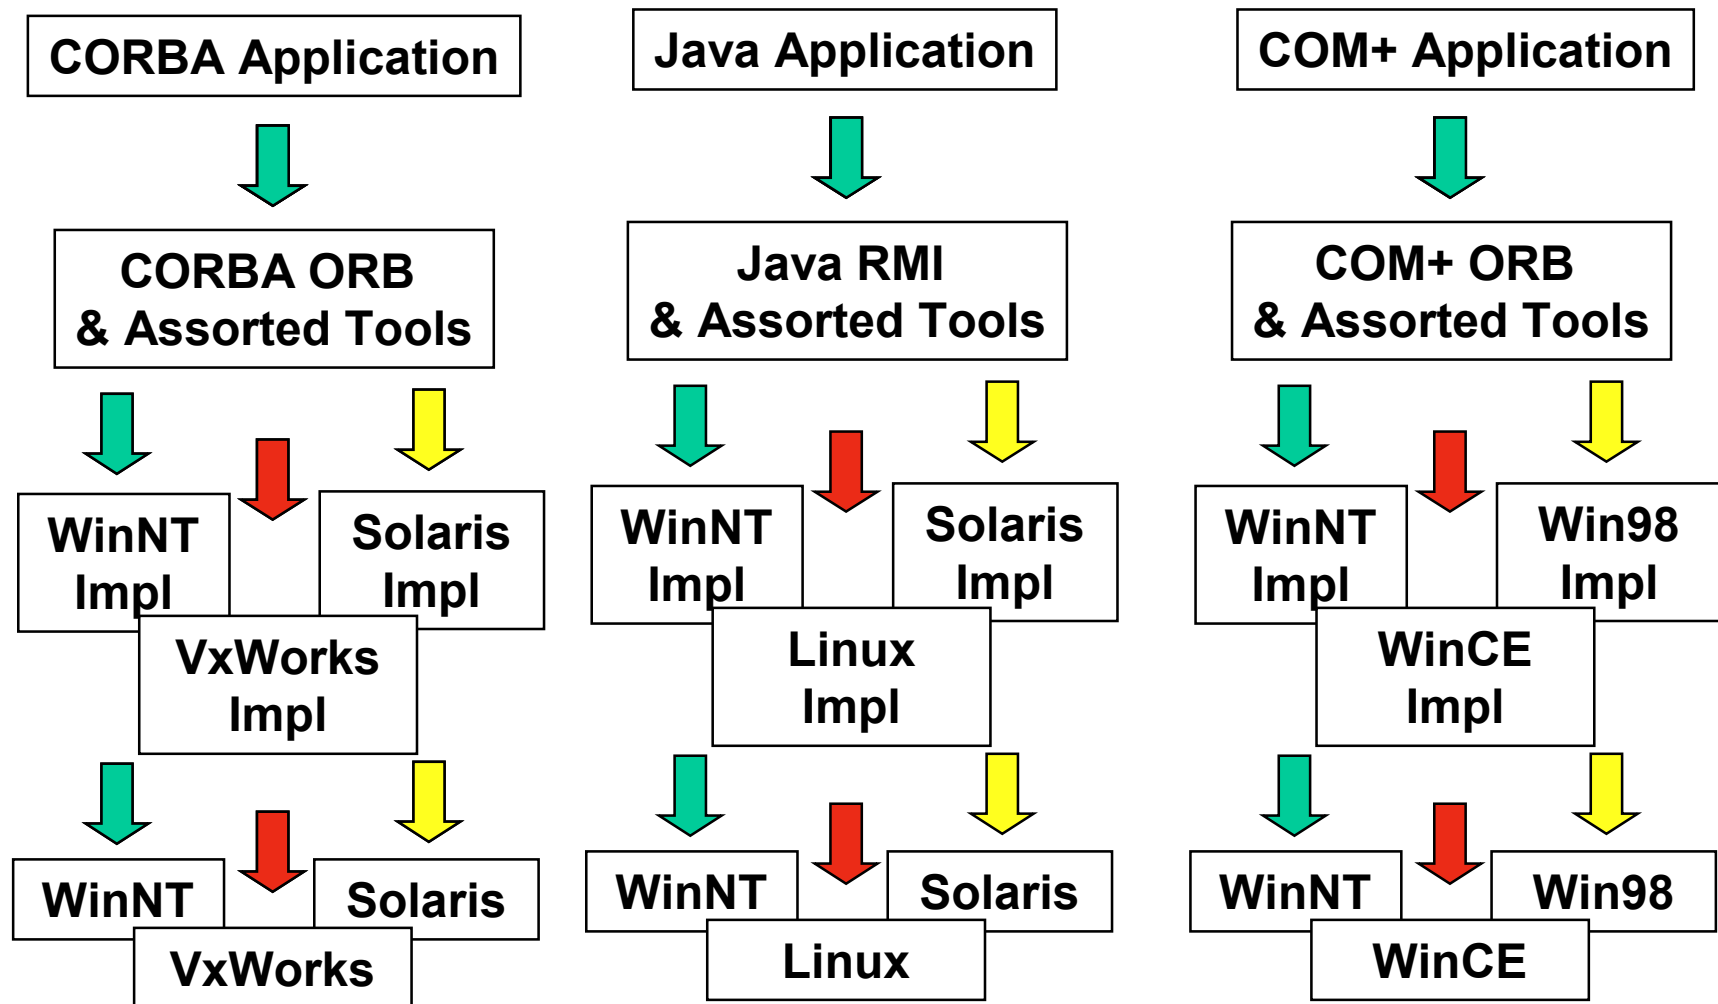 CORBA Application
Java Application
COM+ Application
CORBA ORB
& Assorted Tools
Java RMI
& Assorted Tools
COM+ ORB
& Assorted Tools
WinNT
Impl
Solaris
Impl
VxWorks
Impl
WinNT
Impl
Solaris
Impl
Linux
Impl
WinNT
Impl
Win98
Impl
WinCE
Impl
WinNT
Solaris
VxWorks
WinNT
Solaris
Linux
WinNT
Win98
WinCE